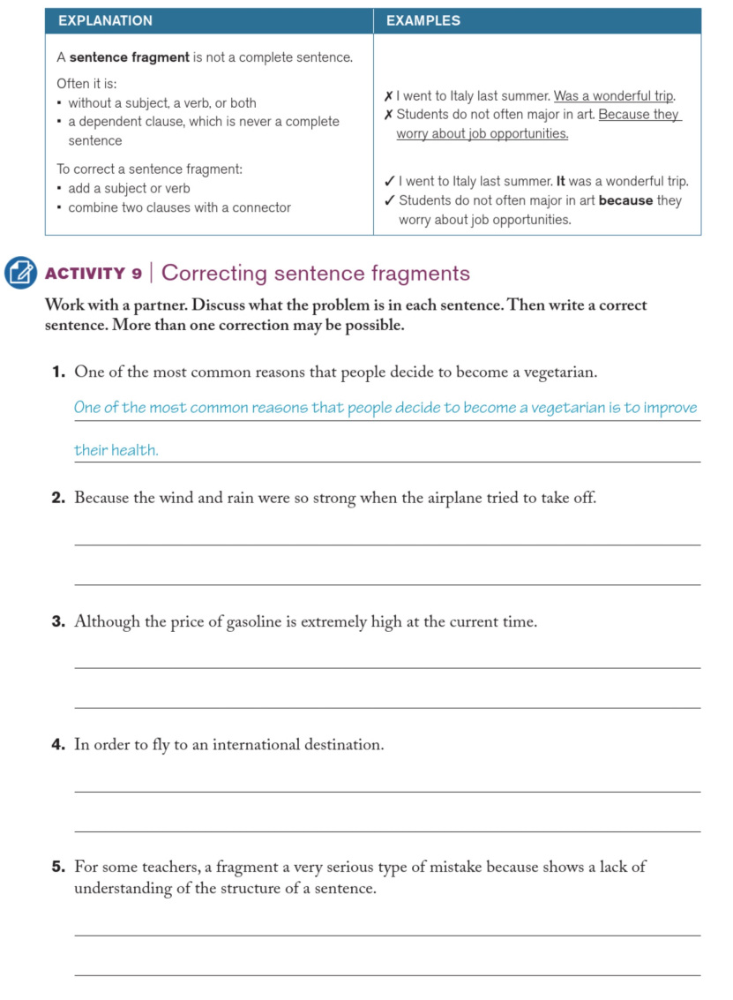 EXPLANATION
EXAMPLES
A sentence fragment is not a complete sentence.
Often it is:
▪ without a subject, a verb, or both
▪ a dependent clause, which is never a complete
sentence
To correct a sentence fragment:
▪ add a subject or verb
▪ combine two clauses with a connector
✗ I went to Italy last summer. Was a wonderful trip.
✗ Students do not often major in art. Because they
worry about job opportunities.
✓ I went to Italy last summer. It was a wonderful trip.
✓ Students do not often major in art because they
worry about job opportunities.
ACTIVITY 9 | Correcting sentence fragments
Work with a partner. Discuss what the problem is in each sentence. Then write a correct
sentence. More than one correction may be possible.
1. One of the most common reasons that people decide to become a vegetarian.
One of the most common reasons that people decide to become a vegetarian is to improve
their health.
2. Because the wind and rain were so strong when the airplane tried to take off.
3. Although the price of gasoline is extremely high at the current time.
4. In order to fly to an international destination.
5. For some teachers, a fragment a very serious type of mistake because shows a lack of
understanding of the structure of a sentence.